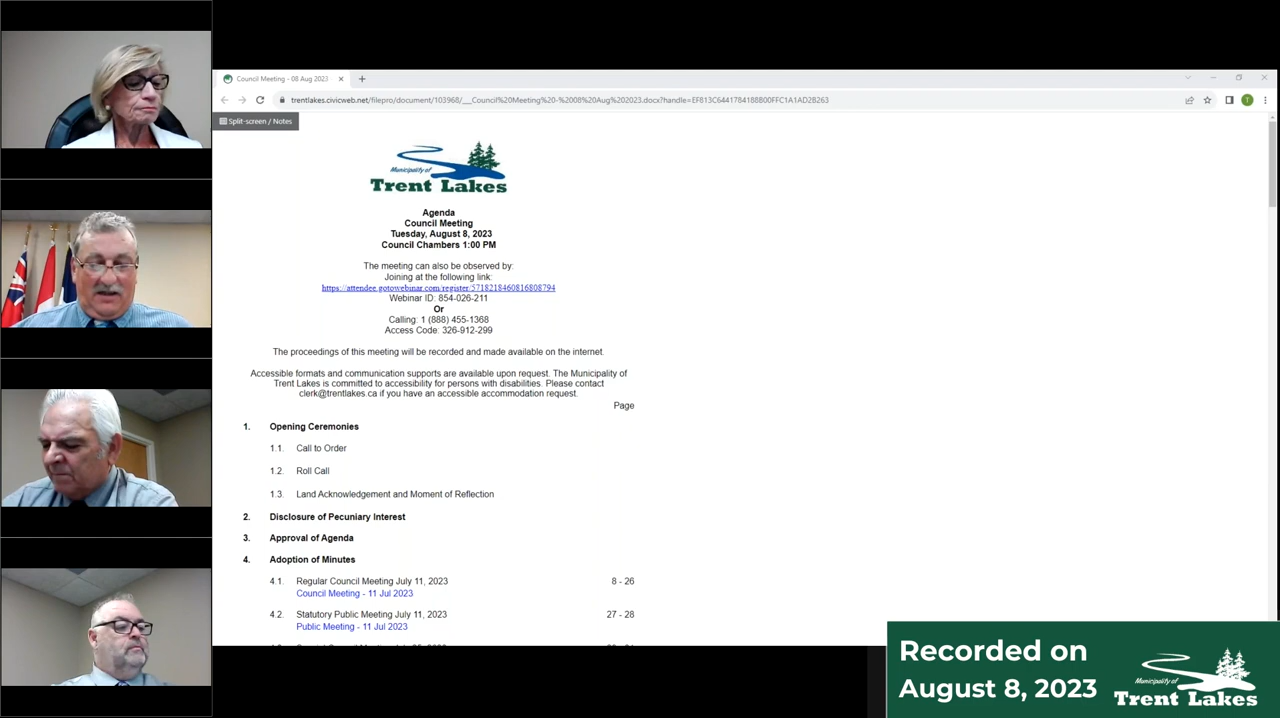 Council Meeting - 08 Aug 2023
trentlakes.civicweb.net/filepro/document/103968/__Council%20Meeting%20-%2008%20Aug%202023.docx?handle=EF813C6441784188B00FFC1A1AD2B263
T
Split-screen / Notes
Municipality of
Trent Lakes
Agenda
Council Meeting
Tuesday, August 8, 2023
Council Chambers 1:00 PM
The meeting can also be observed by:
Joining at the following link:
https://attendee.gotowebinar.com/register/5718218460816808794
Webinar ID: 854-026-211
Or
Calling: 1 (888) 455-1368
Access Code: 326-912-299
The proceedings of this meeting will be recorded and made available on the internet.
Accessible formats and communication supports are available upon request. The Municipality of
Trent Lakes is committed to accessibility for persons with disabilities. Please contact
clerk@trentlakes.ca if you have an accessible accommodation request.
Page
1. Opening Ceremonies
1.1. Call to Order
1.2. Roll Call
1.3. Land Acknowledgement and Moment of Reflection
2. Disclosure of Pecuniary Interest
3. Approval of Agenda
4. Adoption of Minutes
4.1. Regular Council Meeting July 11, 2023 8 - 26
Council Meeting - 11 Jul 2023
4.2. Statutory Public Meeting July 11, 2023 27 - 28
Public Meeting - 11 Jul 2023
Recorded on
August 8, 2023
Municipality of
Trent Lakes